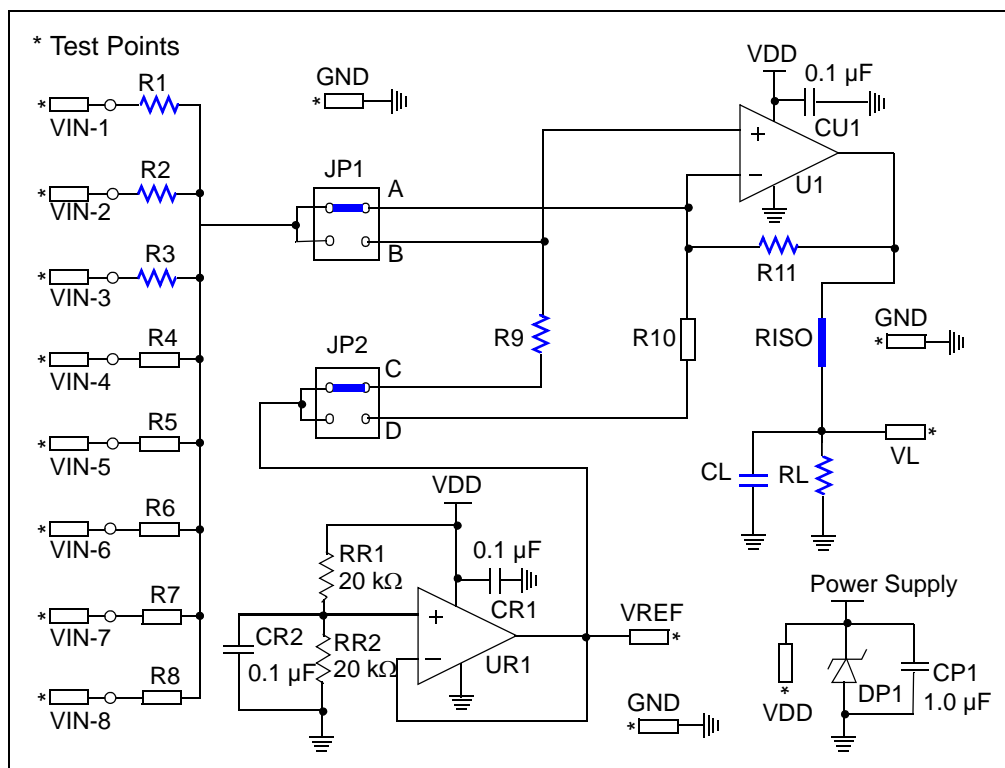 * Test Points
* VIN-1
R1
* VIN-2
R2
* VIN-3
R3
* VIN-4
R4
* VIN-5
R5
* VIN-6
R6
* VIN-7
R7
* VIN-8
R8
GND
*
JP1
A
B
JP2
C
D
R9
R10
R11
VDD
0.1 µF
CU1
+
−
U1
RISO
GND
*
VL
*
CL
RL
VDD
RR1
20 kΩ
0.1 µF
CR1
CR2
0.1 µF
RR2
20 kΩ
+
−
UR1
VREF
*
GND
*
Power Supply
*
VDD
DP1
CP1
1.0 µF